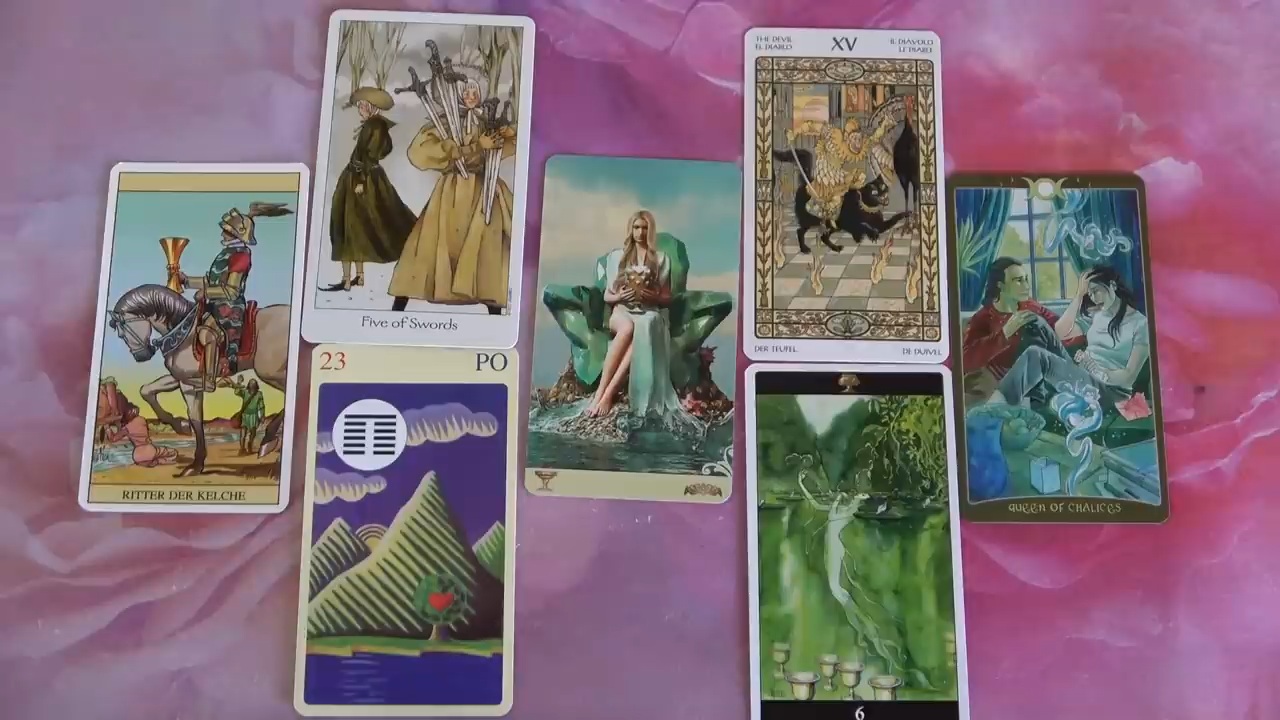 RITTER DER KELCHE
Five of Swords
23 PO
THE DEVIL
EL DIABLO
XV
IL DIAVOLO
LE DIABLE
DER TEUFEL
DE DUIVEL
6
QUEEN OF CHALICES